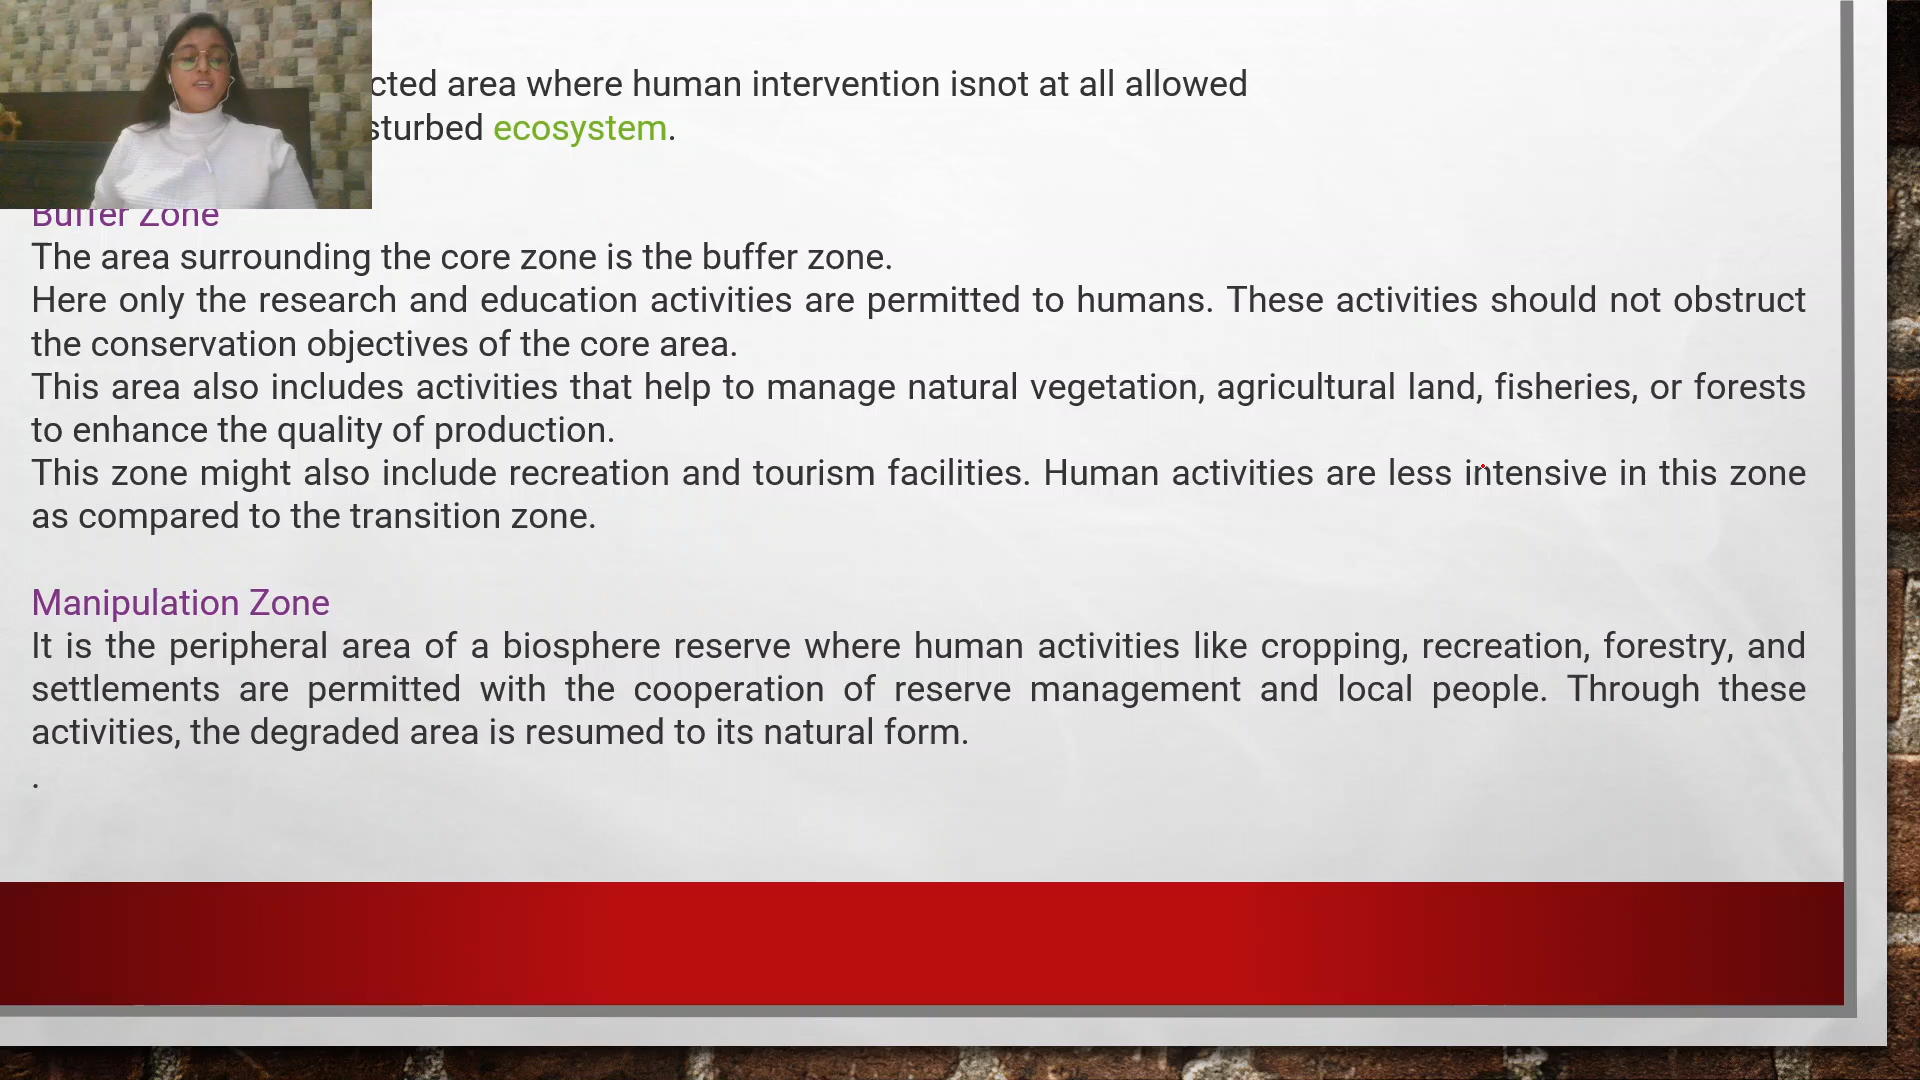 area where human intervention isnot at all allowed
ecosystem.
Buffer Zone
The area surrounding the core zone is the buffer zone.
Here only the research and education activities are permitted to humans. These activities should not obstruct
the conservation objectives of the core area.
This area also includes activities that help to manage natural vegetation, agricultural land, fisheries, or forests
to enhance the quality of production.
This zone might also include recreation and tourism facilities. Human activities are less intensive in this zone
as compared to the transition zone.
Manipulation Zone
It is the peripheral area of a biosphere reserve where human activities like cropping, recreation, forestry, and
settlements are permitted with the cooperation of reserve management and local people. Through these
activities, the degraded area is resumed to its natural form.
.